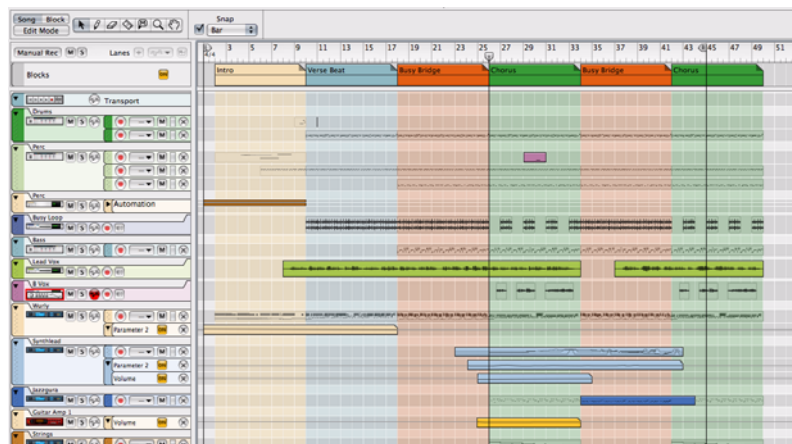 Song Block
Snap
Edit Mode
Bar
Manual Rec M S Lanes
3 5 7 9 11 13 15 17 19 21 23 25 27 29 31 33 35 37 39 41 43 45 47 49 51
4/4
Blocks
Intro Verse Beat Busy Bridge Chorus Busy Bridge Chorus
Transport
Drums
M S
M
M
Perc
M S
M
M
M
Perc
M S Automation
Busy Loop
M S
Bass
M S M
Lead Vox
M S
B Vox
M S
Wurly
M S M
Parameter 2
Synthlead
M S M
Parameter 2
Volume
M S M
Guitar Amp 1
M S Volume
Strings